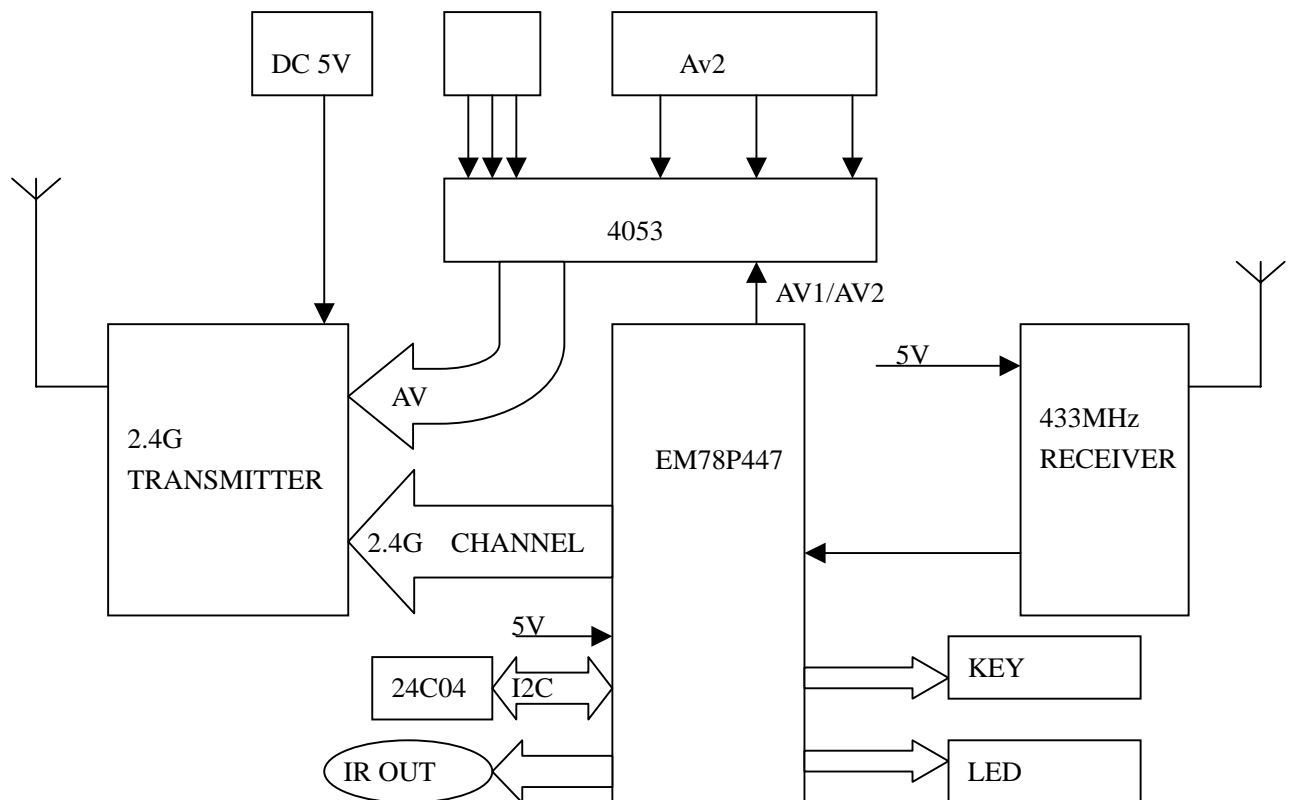 DC 5V
Av2
4053
AV1/AV2
5V
AV
433MHz
RECEIVER
2.4G
TRANSMITTER
EM78P447
2.4G CHANNEL
5V
24C04
I2C
KEY
IR OUT
LED